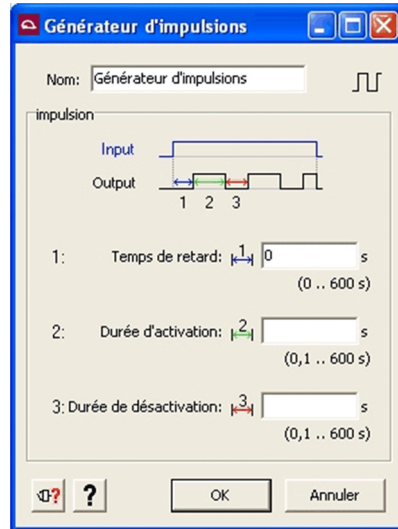 Générateur d'impulsions
Nom: Générateur d'impulsions
impulsion
Input
Output
1 2 3
1: Temps de retard: 1 0 s
(0 .. 600 s)
2: Durée d'activation: 2 s
(0,1 .. 600 s)
3: Durée de désactivation: 3 s
(0,1 .. 600 s)
? ? OK Annuler